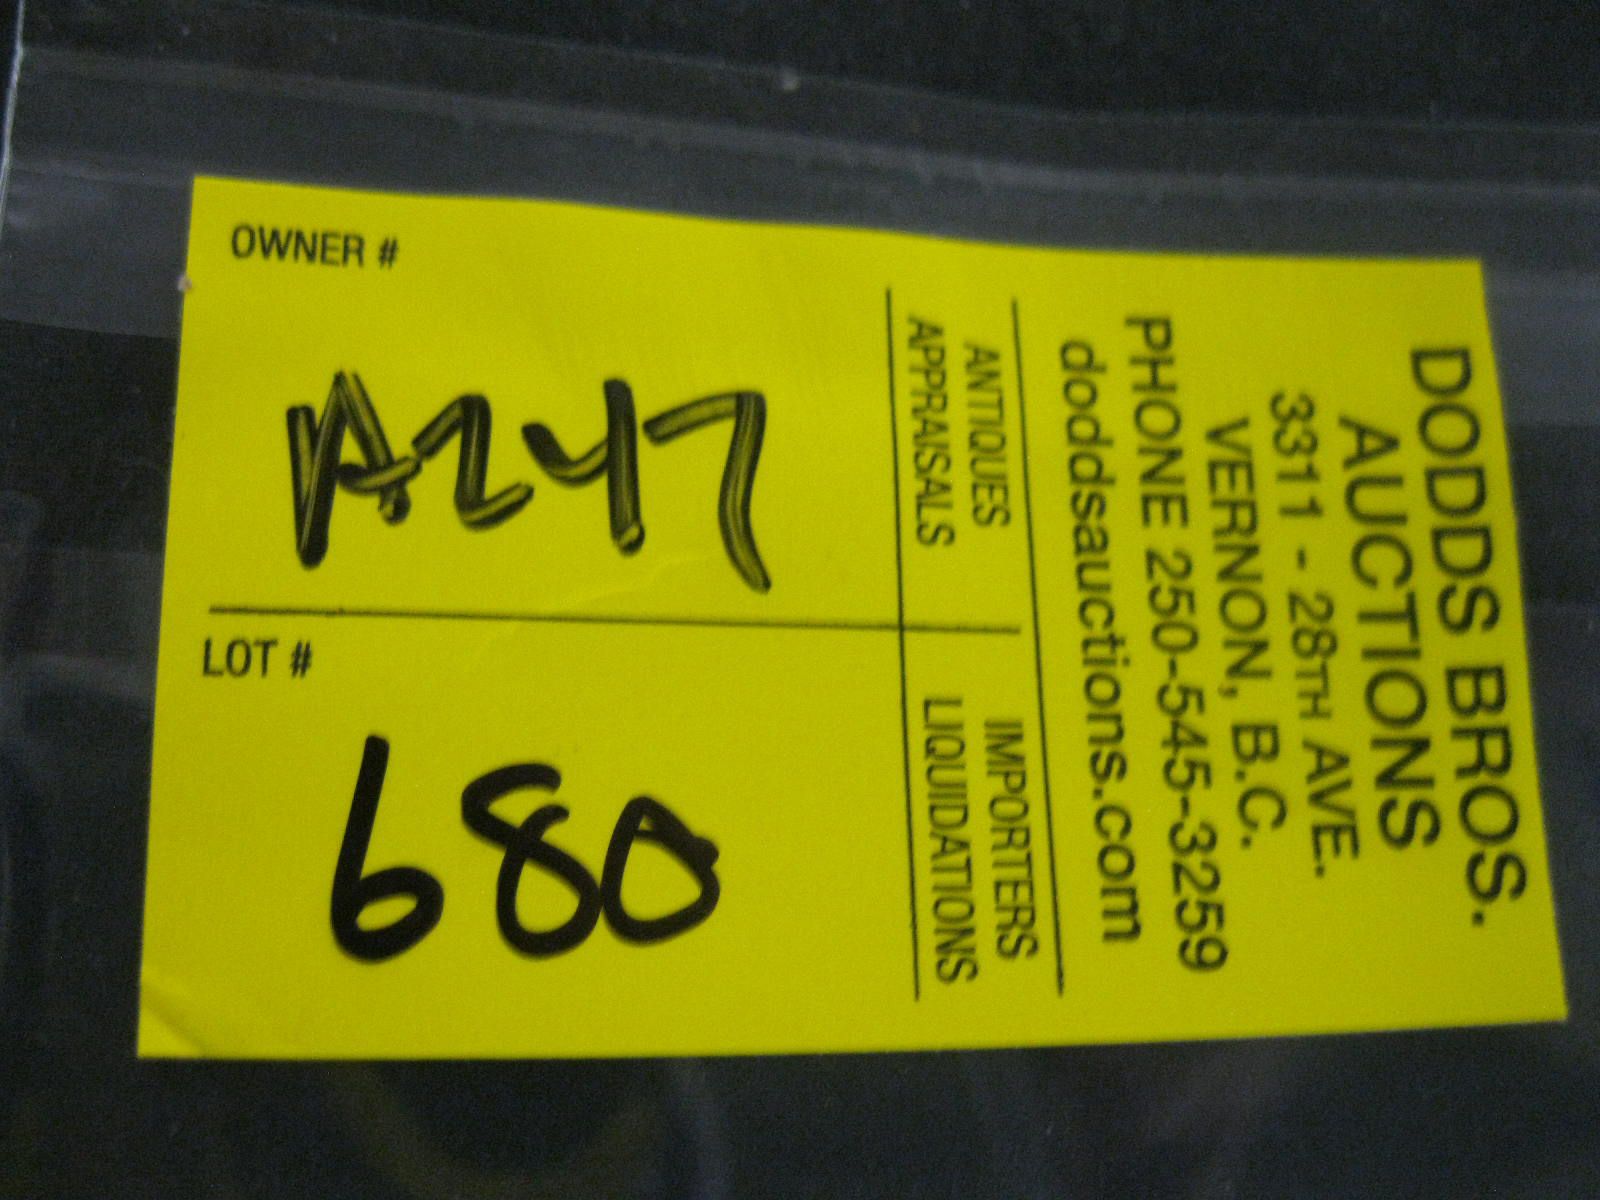 OWNER #
A247
LOT #
680
DODDS BROS.
AUCTIONS
3311 - 28TH AVE.
VERNON, B.C.
PHONE 250-545-3259
doddsauctions.com
ANTIQUES
APPRAISALS
IMPORTERS
LIQUIDATIONS